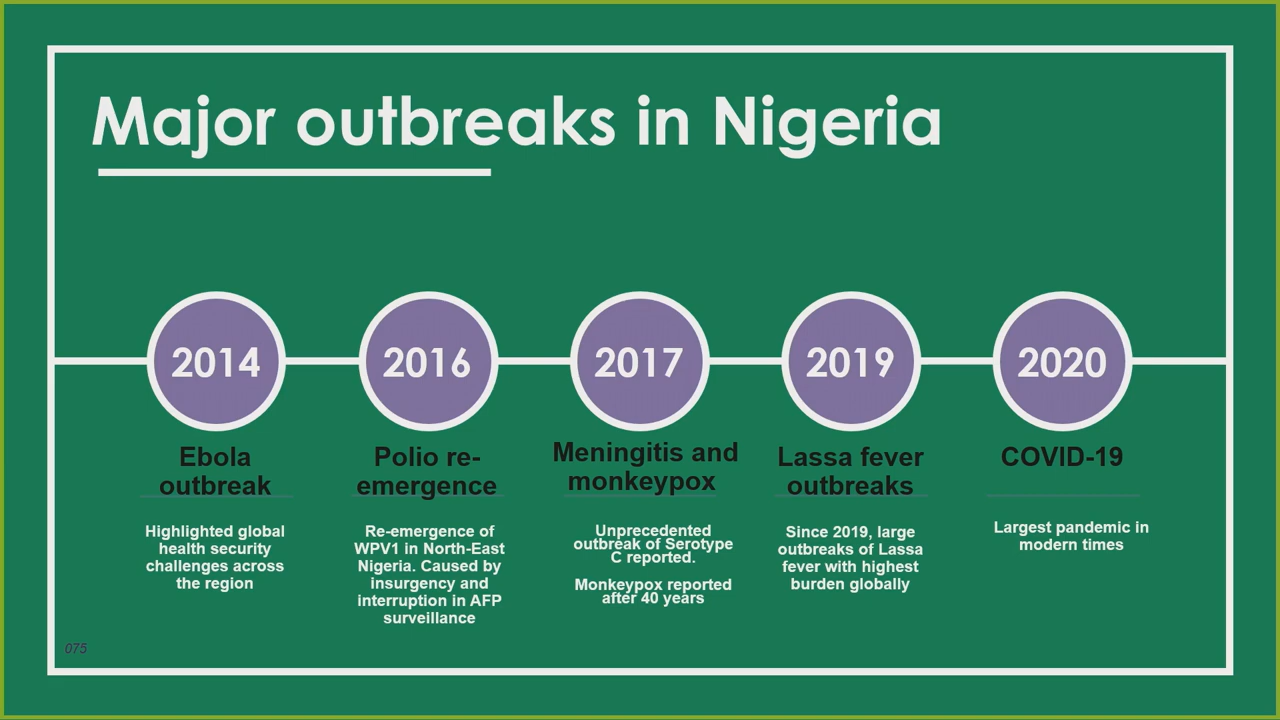 Major outbreaks in Nigeria
2014
Ebola
outbreak
Highlighted global
health security
challenges across
the region
2016
Polio re-
emergence
Re-emergence of
WPV1 in North-East
Nigeria. Caused by
insurgency and
interruption in AFP
surveillance
2017
Meningitis and
monkeypox
Unprecedented
outbreak of Serotype
C reported.
Monkeypox reported
after 40 years
2019
Lassa fever
outbreaks
Since 2019, large
outbreaks of Lassa
fever with highest
burden globally
2020
COVID-19
Largest pandemic in
modern times
075